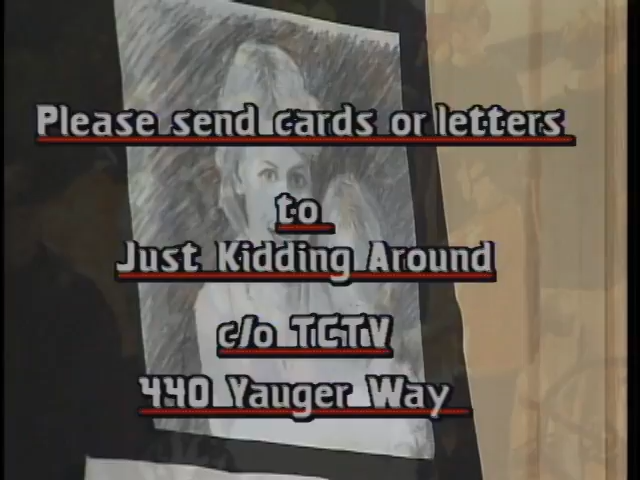 Please send cards or letters
to
Just Kidding Around
c/o TCTV
440 Yauger Way